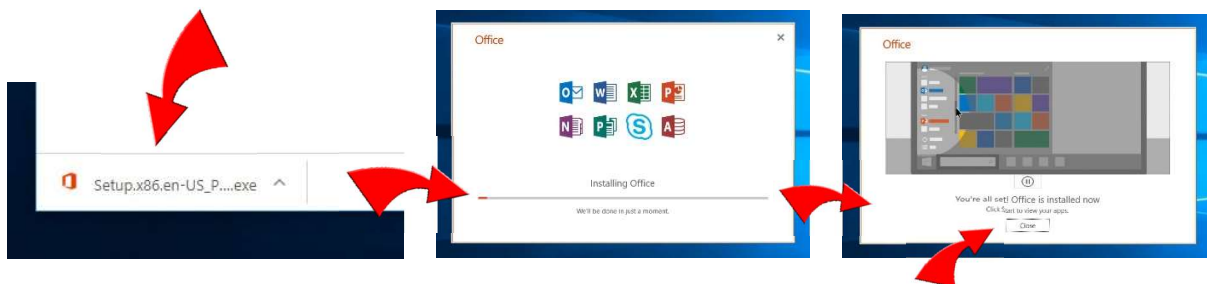 Setup.x86.en-US_P....exe
Office
Installing Office
We'll be done in just a moment.
Office
You're all set! Office is installed now
Click Start to view your apps.
Close